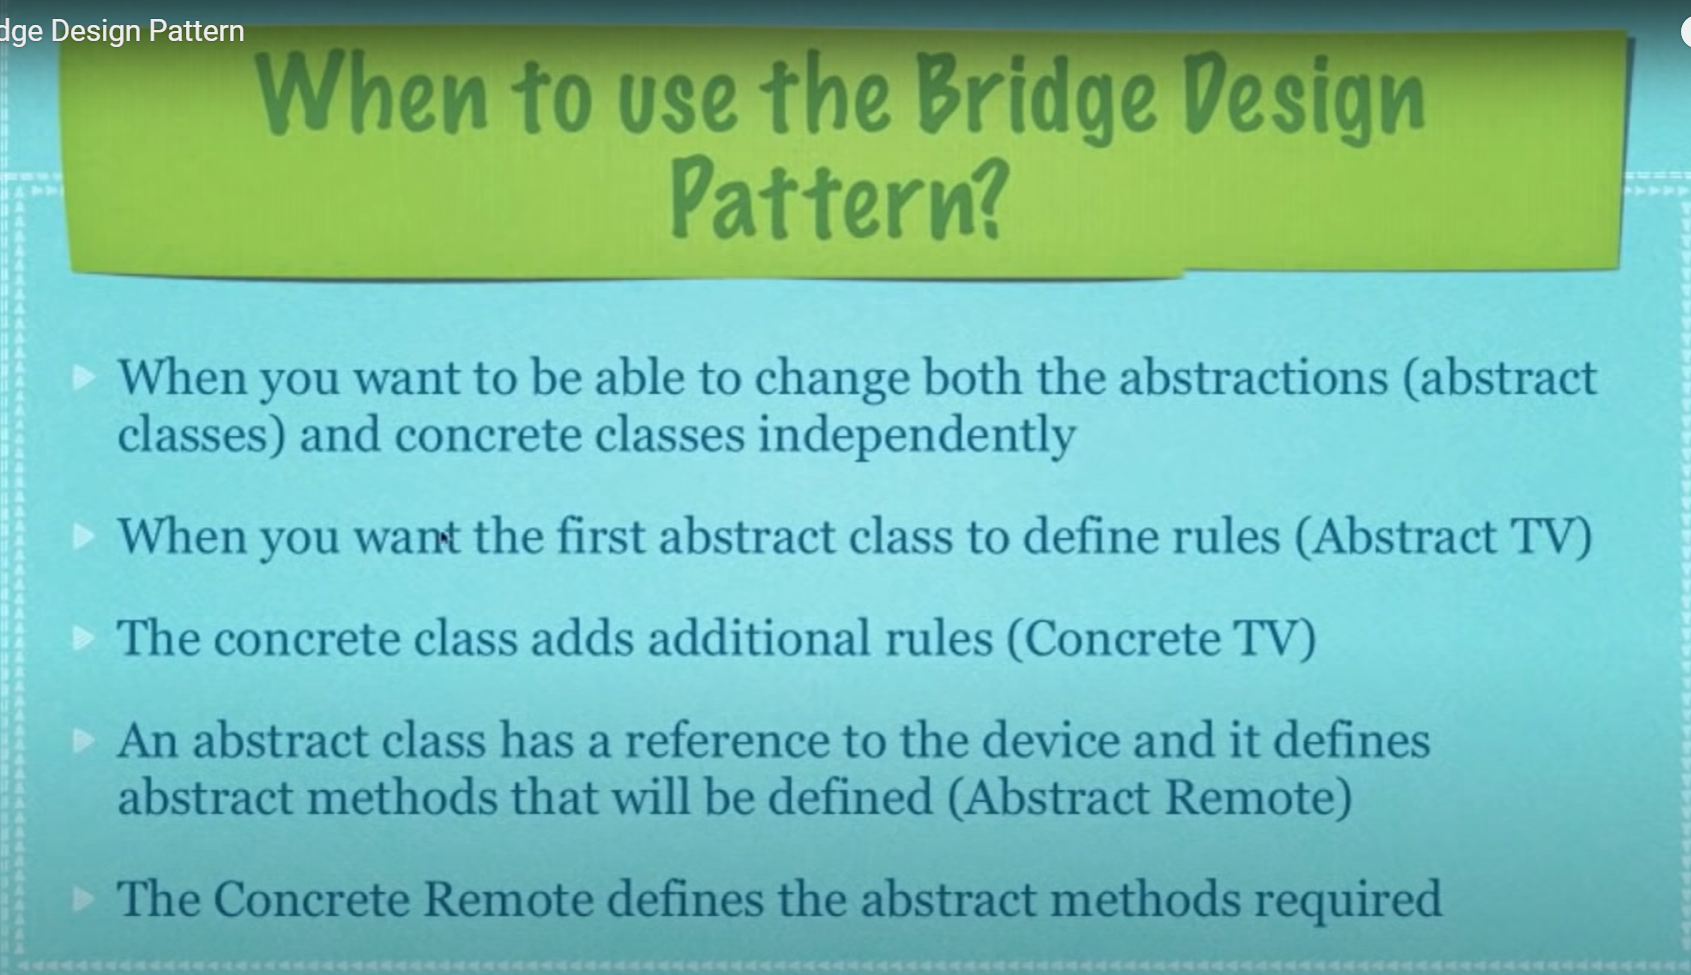 dge Design Pattern
When to use the Bridge Design
Pattern?
When you want to be able to change both the abstractions (abstract
classes) and concrete classes independently
When you want the first abstract class to define rules (Abstract TV)
The concrete class adds additional rules (Concrete TV)
An abstract class has a reference to the device and it defines
abstract methods that will be defined (Abstract Remote)
The Concrete Remote defines the abstract methods required